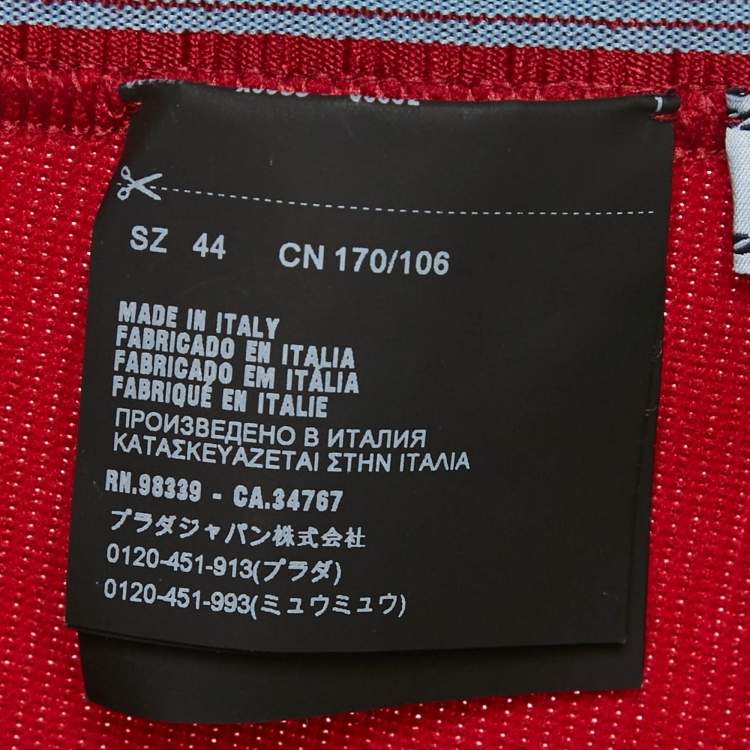 SZ 44 CN 170/106
MADE IN ITALY
FABRICADO EN ITALIA
FABRICADO EM ITÁLIA
FABRIQUÉ EN ITALIE
ПРОИЗВЕДЕНО В ИТАЛИЯ
ΚΑΤΑΣΚΕΥΑΖΕΤΑΙ ΣΤΗΝ ΙΤΑΛΙΑ
RN.98339 - CA.34767
プラダジャパン株式会社
0120-451-913(プラダ)
0120-451-993(ミュウミュウ)